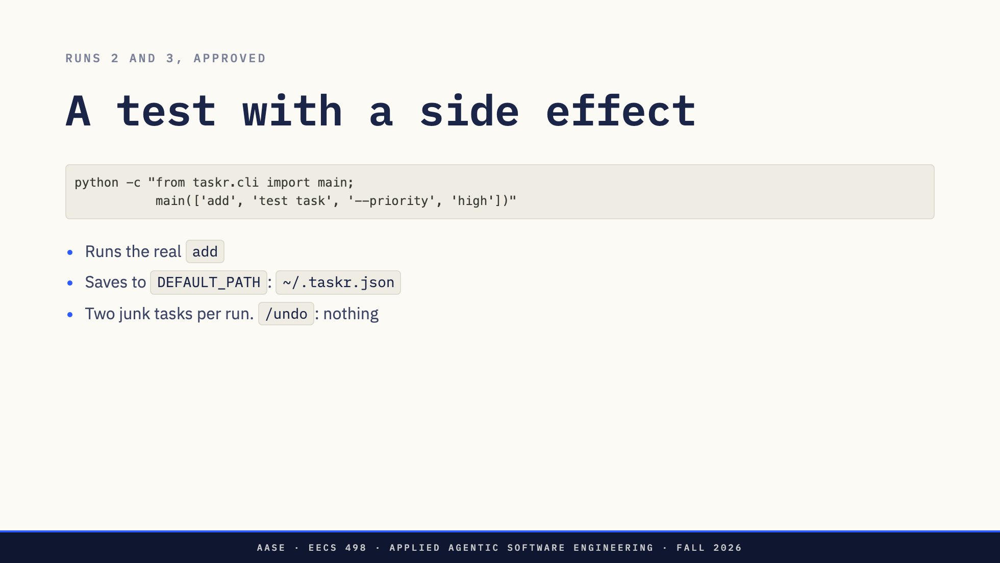 RUNS 2 AND 3, APPROVED
A test with a side effect
python -c "from taskr.cli import main;
main(['add', 'test task', '--priority', 'high'])"
• Runs the real add
• Saves to DEFAULT_PATH: ~/.taskr.json
• Two junk tasks per run. /undo: nothing
AASE · EECS 498 · APPLIED AGENTIC SOFTWARE ENGINEERING · FALL 2026